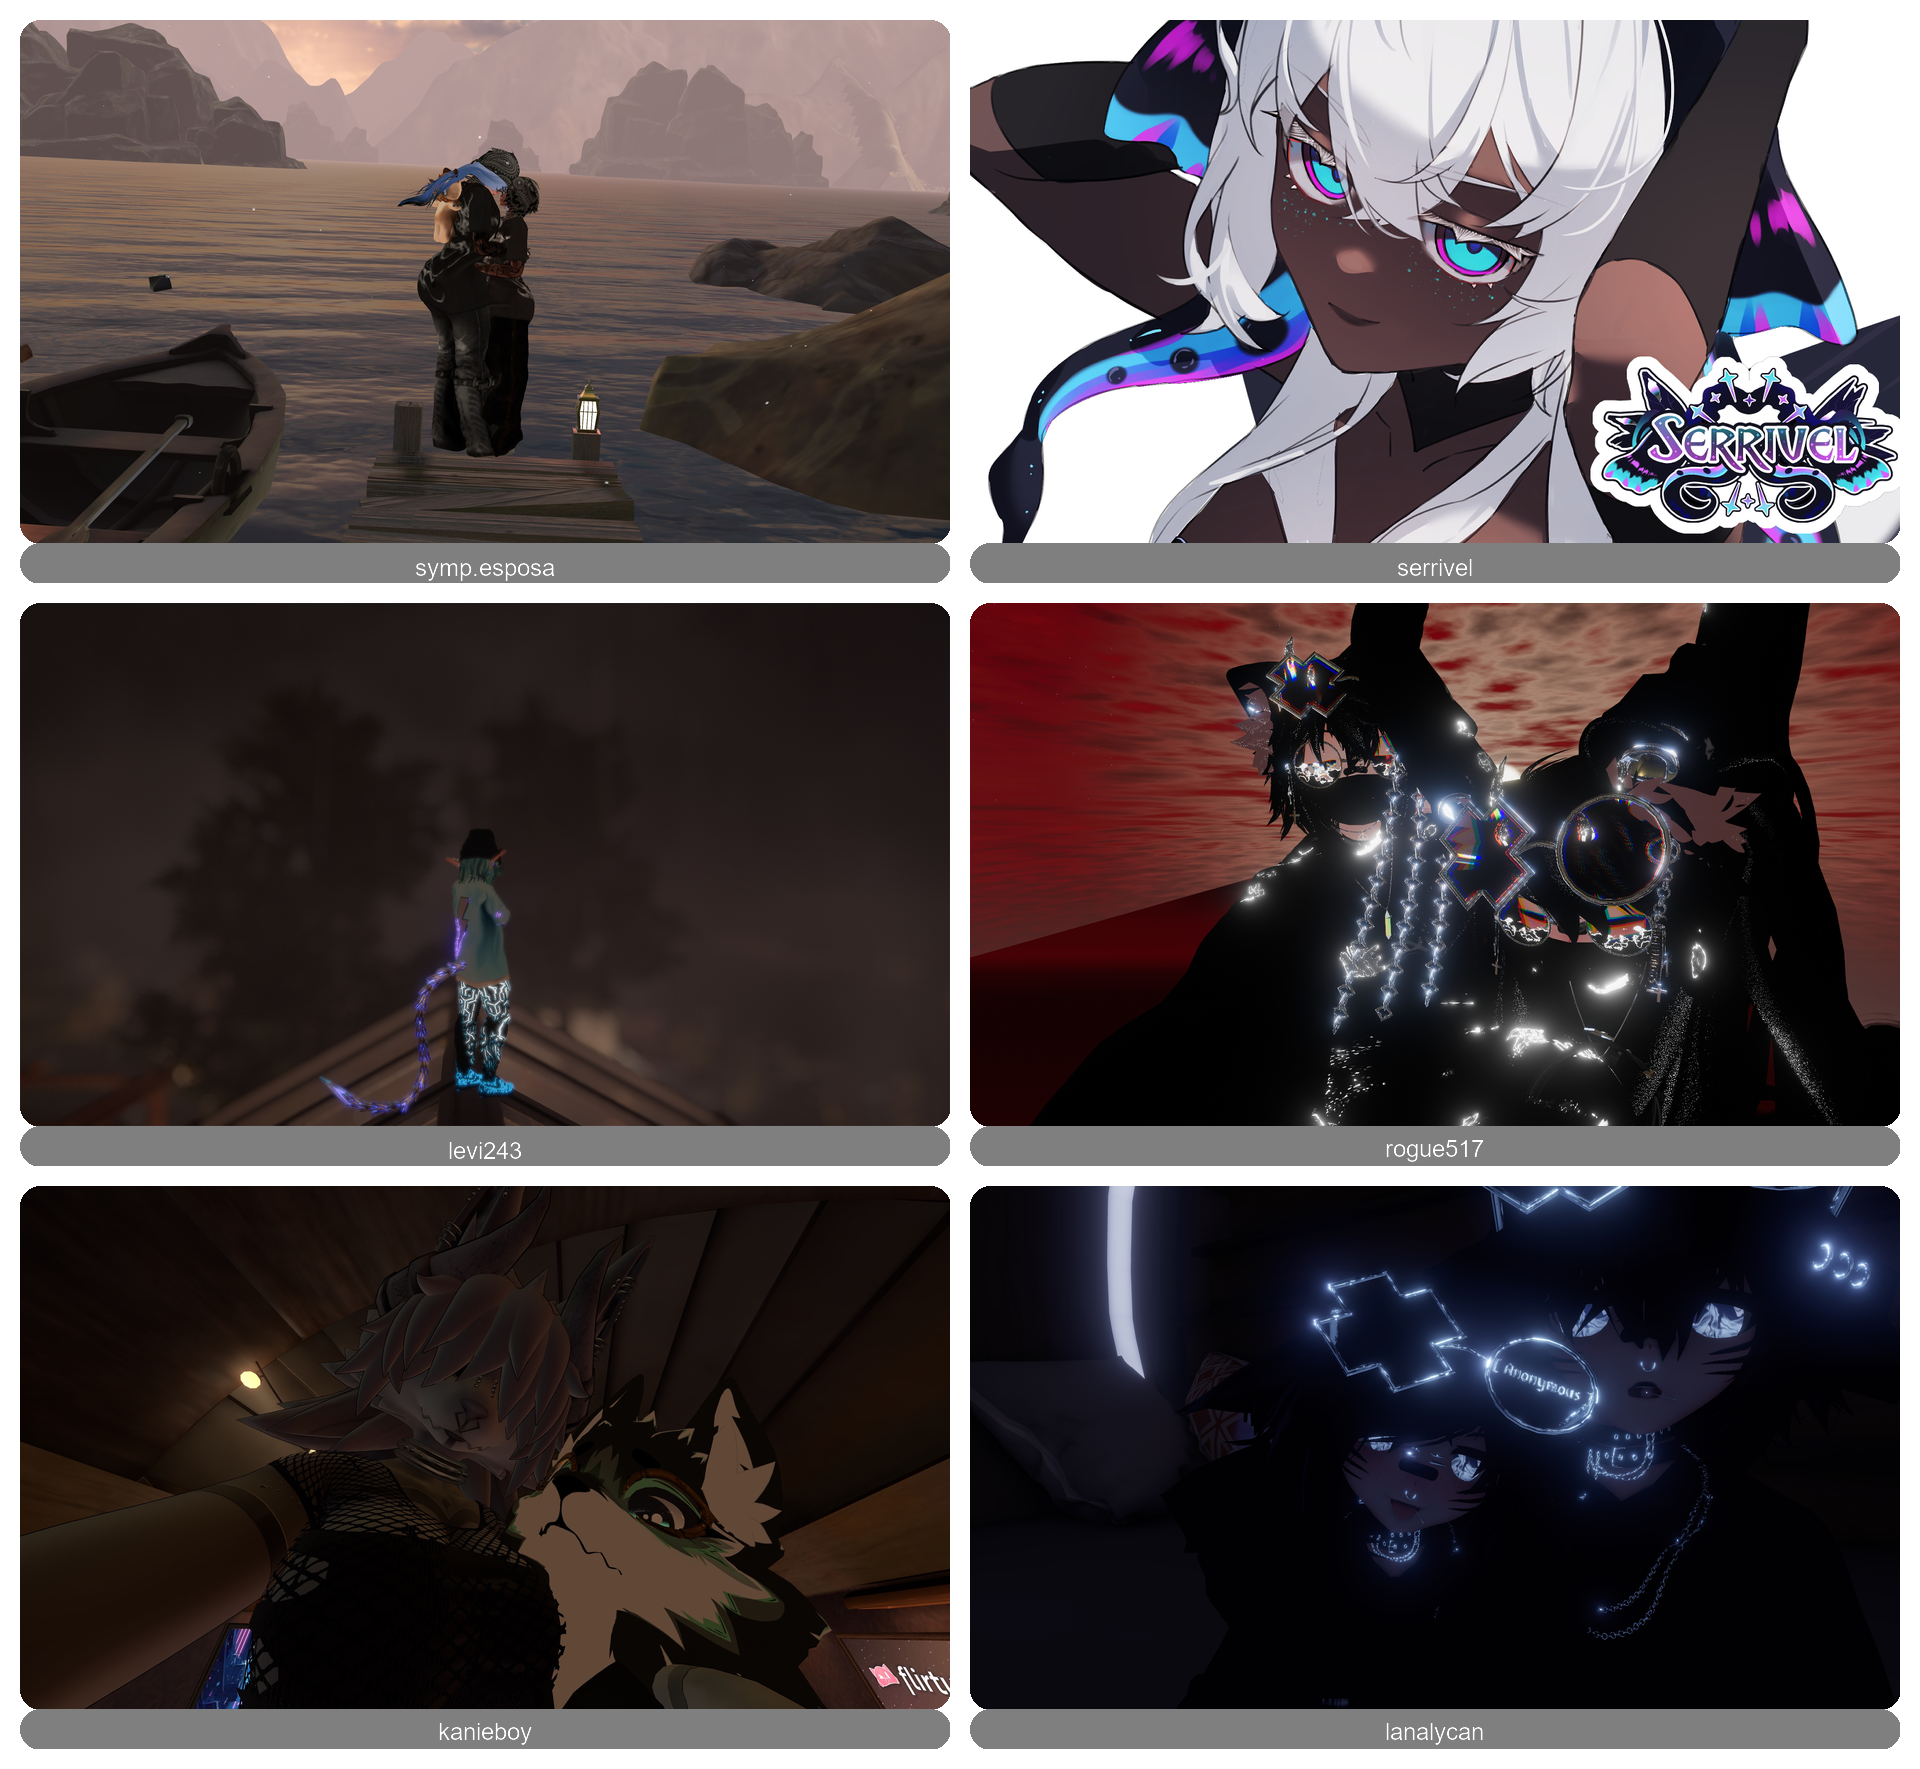 SERRIVEL
symp.esposa
serrivel
levi243
rogue517
[ Anonymous ]
flirty
kanieboy
lanalycan